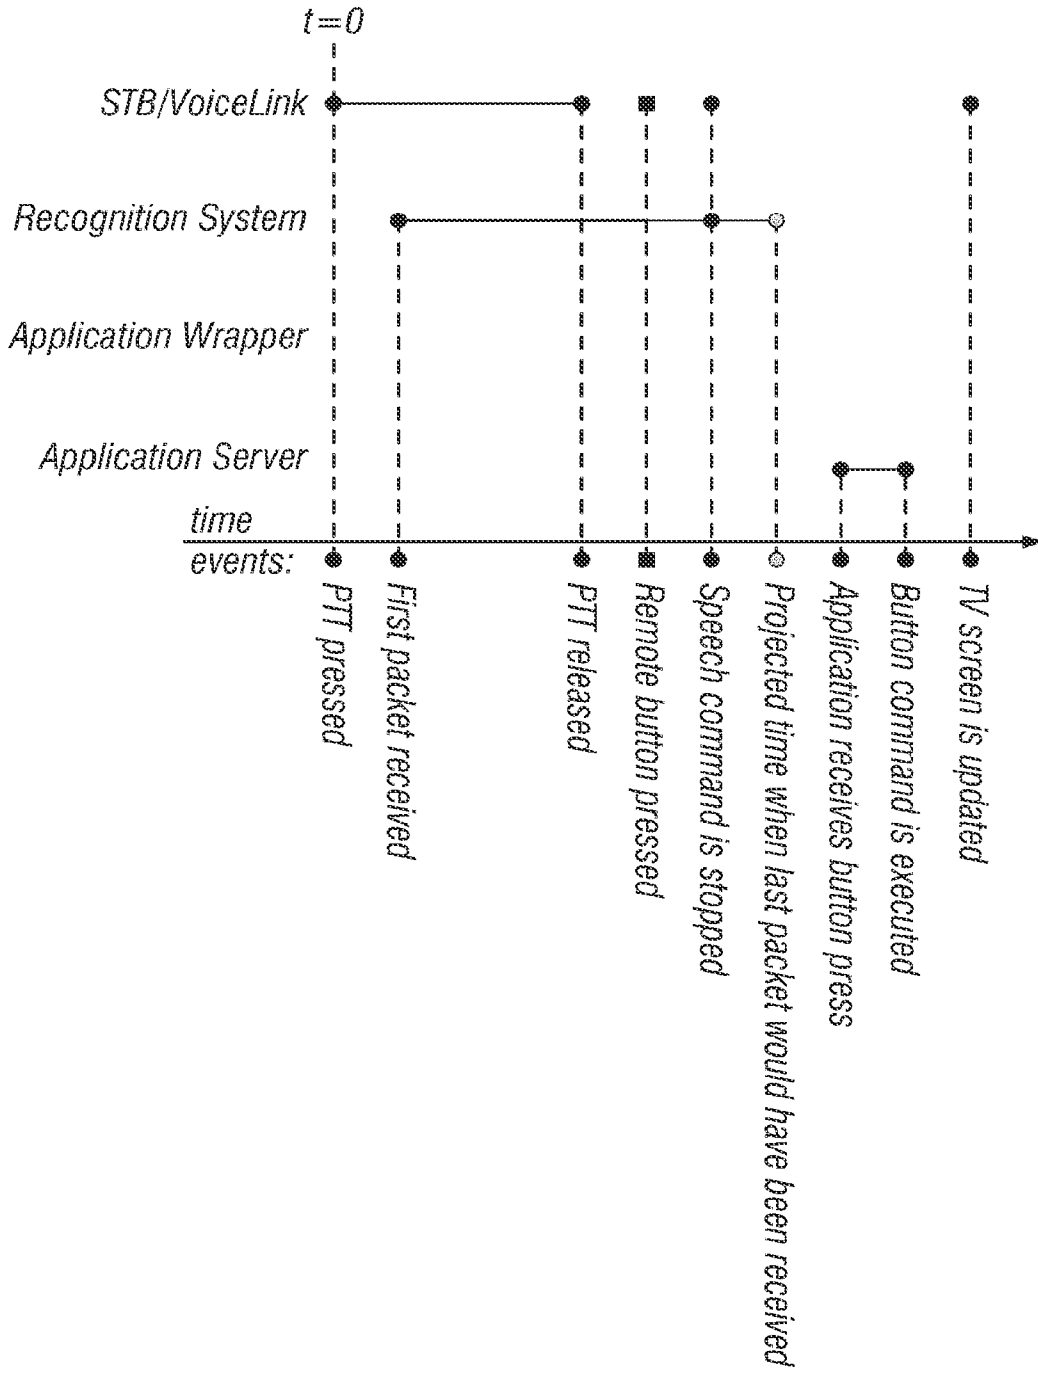 t=0
STB/VoiceLink
Recognition System
Application Wrapper
Application Server
time
events:
PTT pressed
First packet received
PTT released
Remote button pressed
Speech command is stopped
Projected time when last packet would have been received
Application receives button press
Button command is executed
TV screen is updated